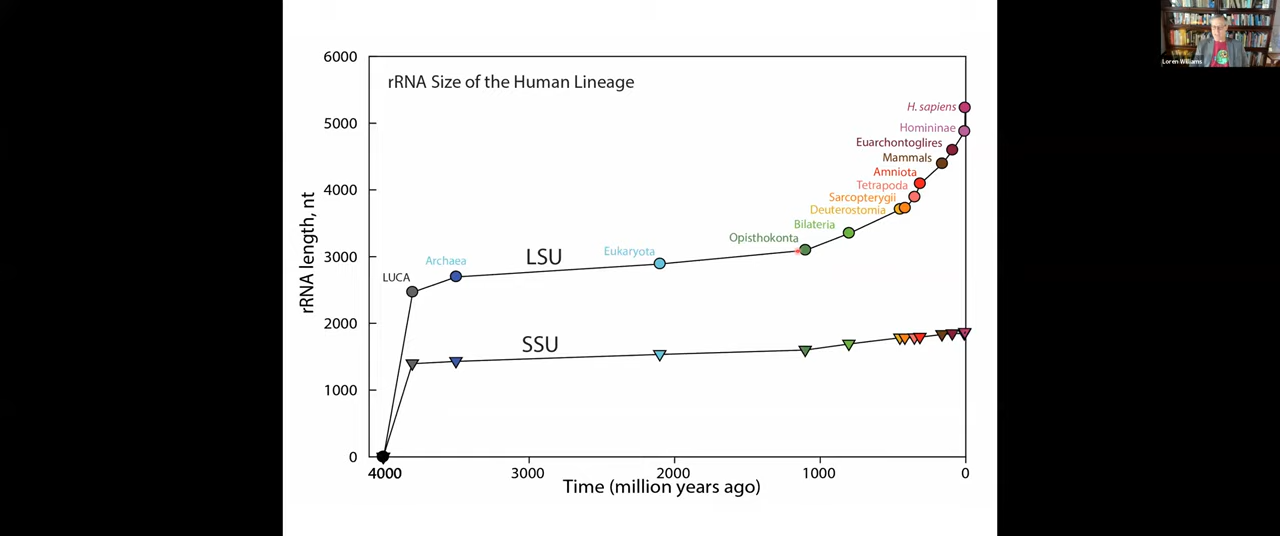 Loren Williams
rRNA Size of the Human Lineage
6000
5000
4000
3000
2000
1000
0
rRNA length, nt
H. sapiens
Homininae
Euarchontoglires
Mammals
Amniota
Tetrapoda
Sarcopterygii
Deuterostomia
Bilateria
Opisthokonta
Eukaryota
LSU
Archaea
LUCA
SSU
4000
3000
2000
1000
0
Time (million years ago)